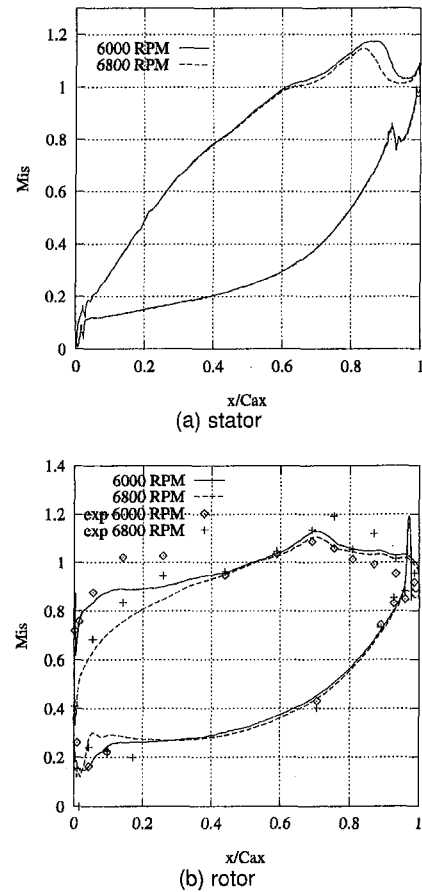 1.2
6000 RPM
6800 RPM
1
0.8
Mis
0.6
0.4
0.2
0
0 0.2 0.4 0.6 0.8 1
x/Cax
(a) stator
1.4
6000 RPM
6800 RPM
1.2
exp 6000 RPM
exp 6800 RPM
1
0.8
Mis
0.6
0.4
0.2
0
0 0.2 0.4 0.6 0.8 1
x/Cax
(b) rotor